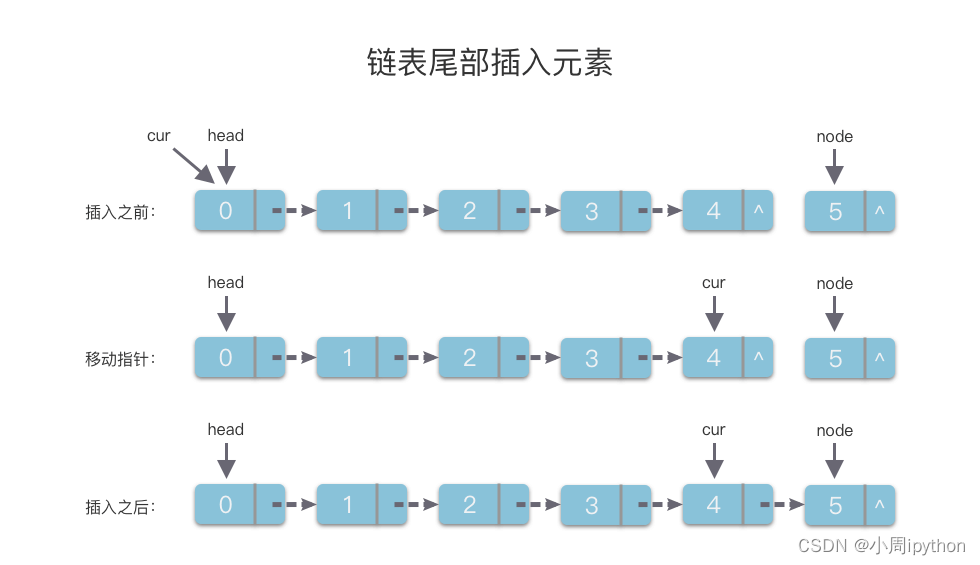 链表尾部插入元素
cur head node
插入之前: 0 1 2 3 4 ^ 5 ^
head cur node
移动指针: 0 1 2 3 4 ^ 5 ^
head cur node
插入之后: 0 1 2 3 4 5 ^
CSDN @小周ipython